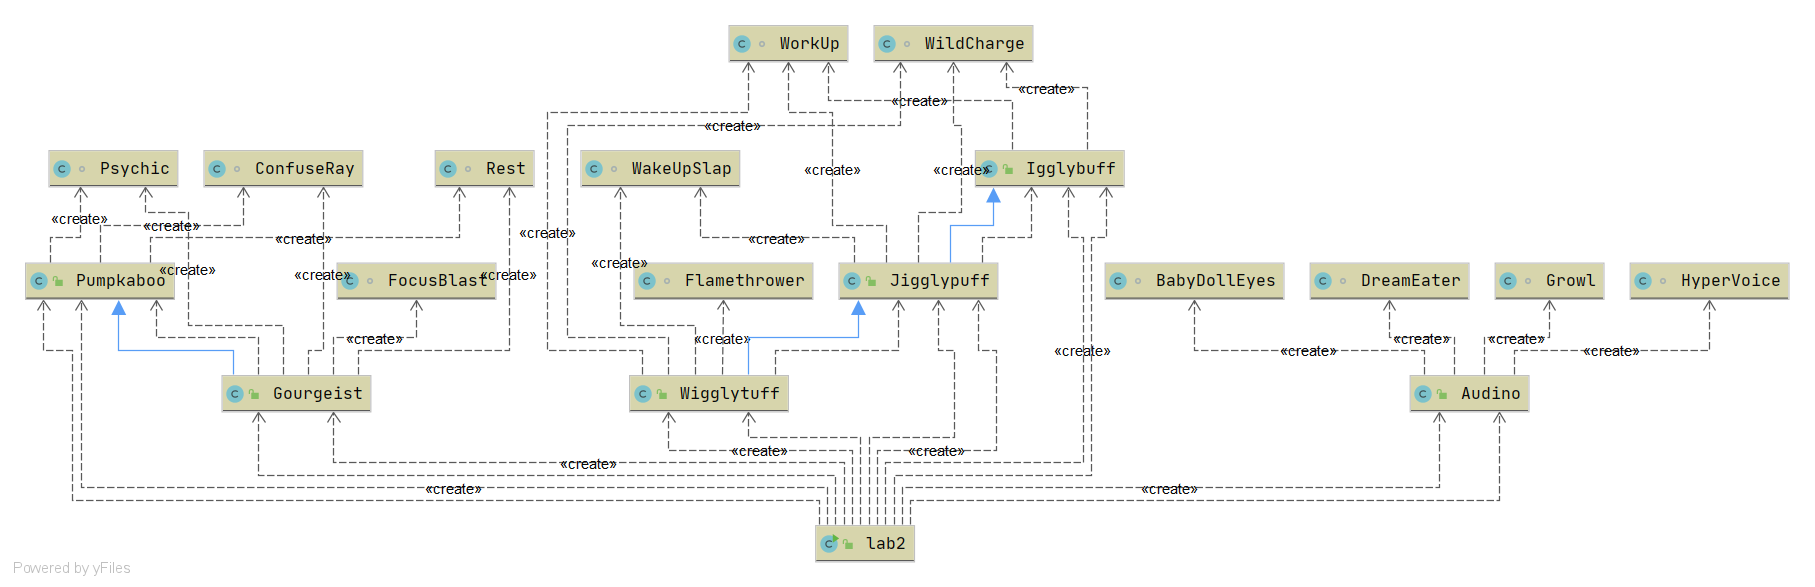 WorkUp
WildCharge
«create»
«create»
«create»
Psychic
ConfuseRay
Rest
WakeUpSlap
«create»
«create»
Igglybuff
«create»
«create»
«create»
«create»
«create»
«create»
«create»
«create»
«create»
Pumpkaboo
FocusBlast
Flamethrower
Jigglypuff
BabyDollEyes
DreamEater
Growl
HyperVoice
«create»
«create»
«create»
«create»
«create»
«create»
«create»
Gourgeist
Wigglytuff
Audino
«create»
«create»
«create»
«create»
«create»
lab2
Powered by yFiles